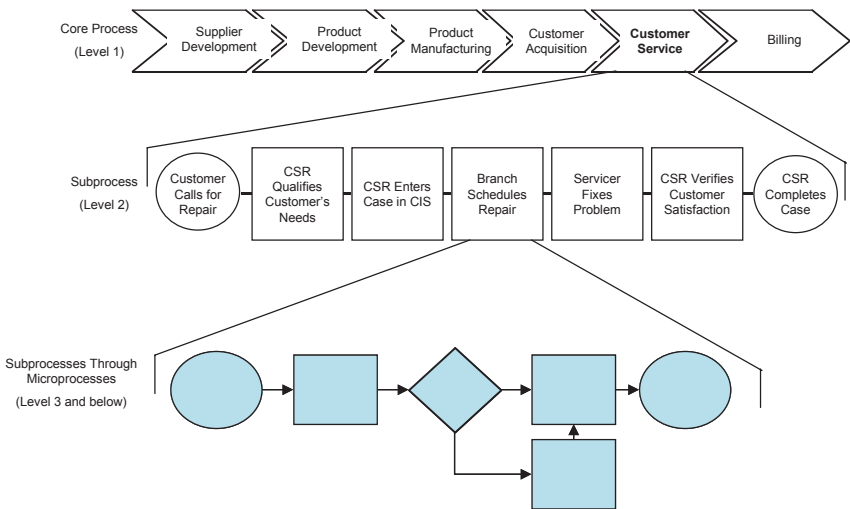 Core Process
(Level 1)
Supplier
Development
Product
Development
Product
Manufacturing
Customer
Acquisition
Customer
Service
Billing
Subprocess
(Level 2)
Customer
Calls for
Repair
CSR
Qualifies
Customer’s
Needs
CSR Enters
Case in CIS
Branch
Schedules
Repair
Servicer
Fixes
Problem
CSR Verifies
Customer
Satisfaction
CSR
Completes
Case
Subprocesses Through
Microprocesses
(Level 3 and below)